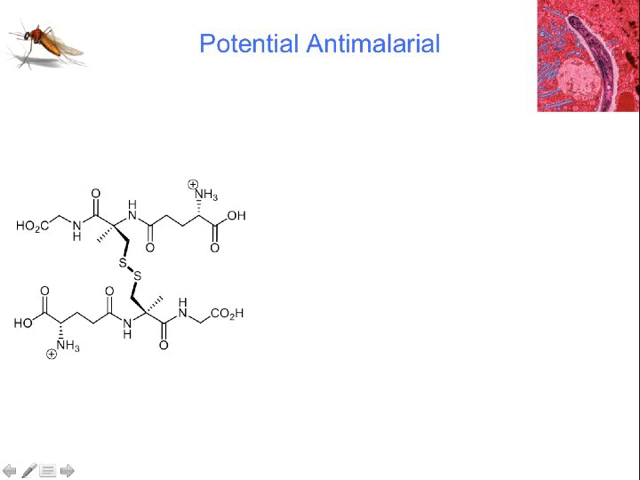 Potential Antimalarial
⊕
NH₃
O
H
N
OH
HO₂C
N
H
O
O
S
S
O
O
H
N
CO₂H
HO
N
H
O
NH₃
⊕